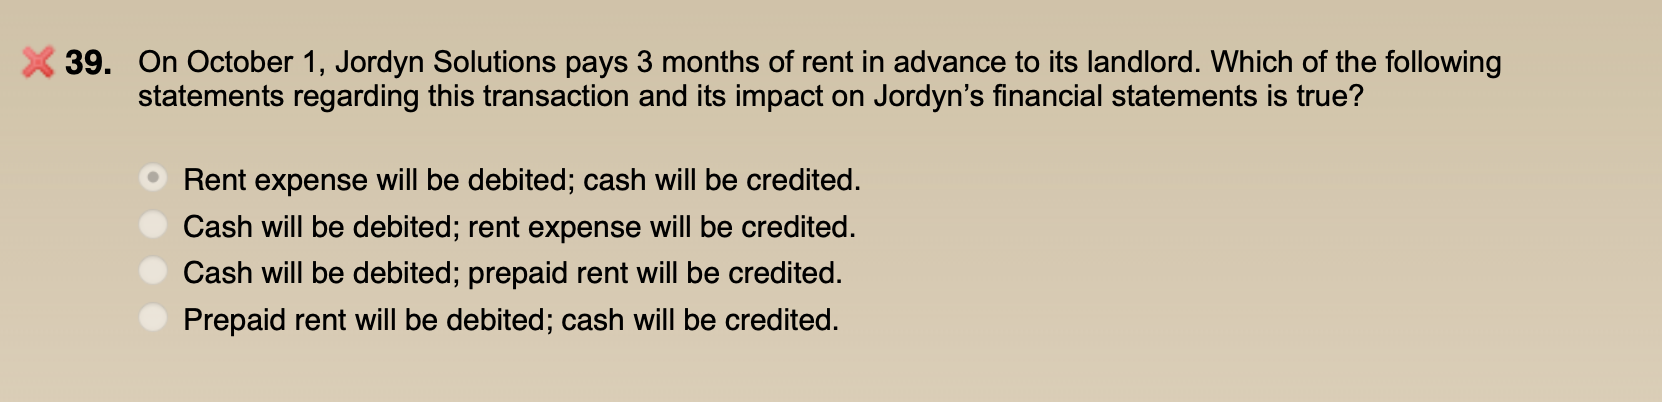 39. On October 1, Jordyn Solutions pays 3 months of rent in advance to its landlord. Which of the following
statements regarding this transaction and its impact on Jordyn’s financial statements is true?
Rent expense will be debited; cash will be credited.
Cash will be debited; rent expense will be credited.
Cash will be debited; prepaid rent will be credited.
Prepaid rent will be debited; cash will be credited.